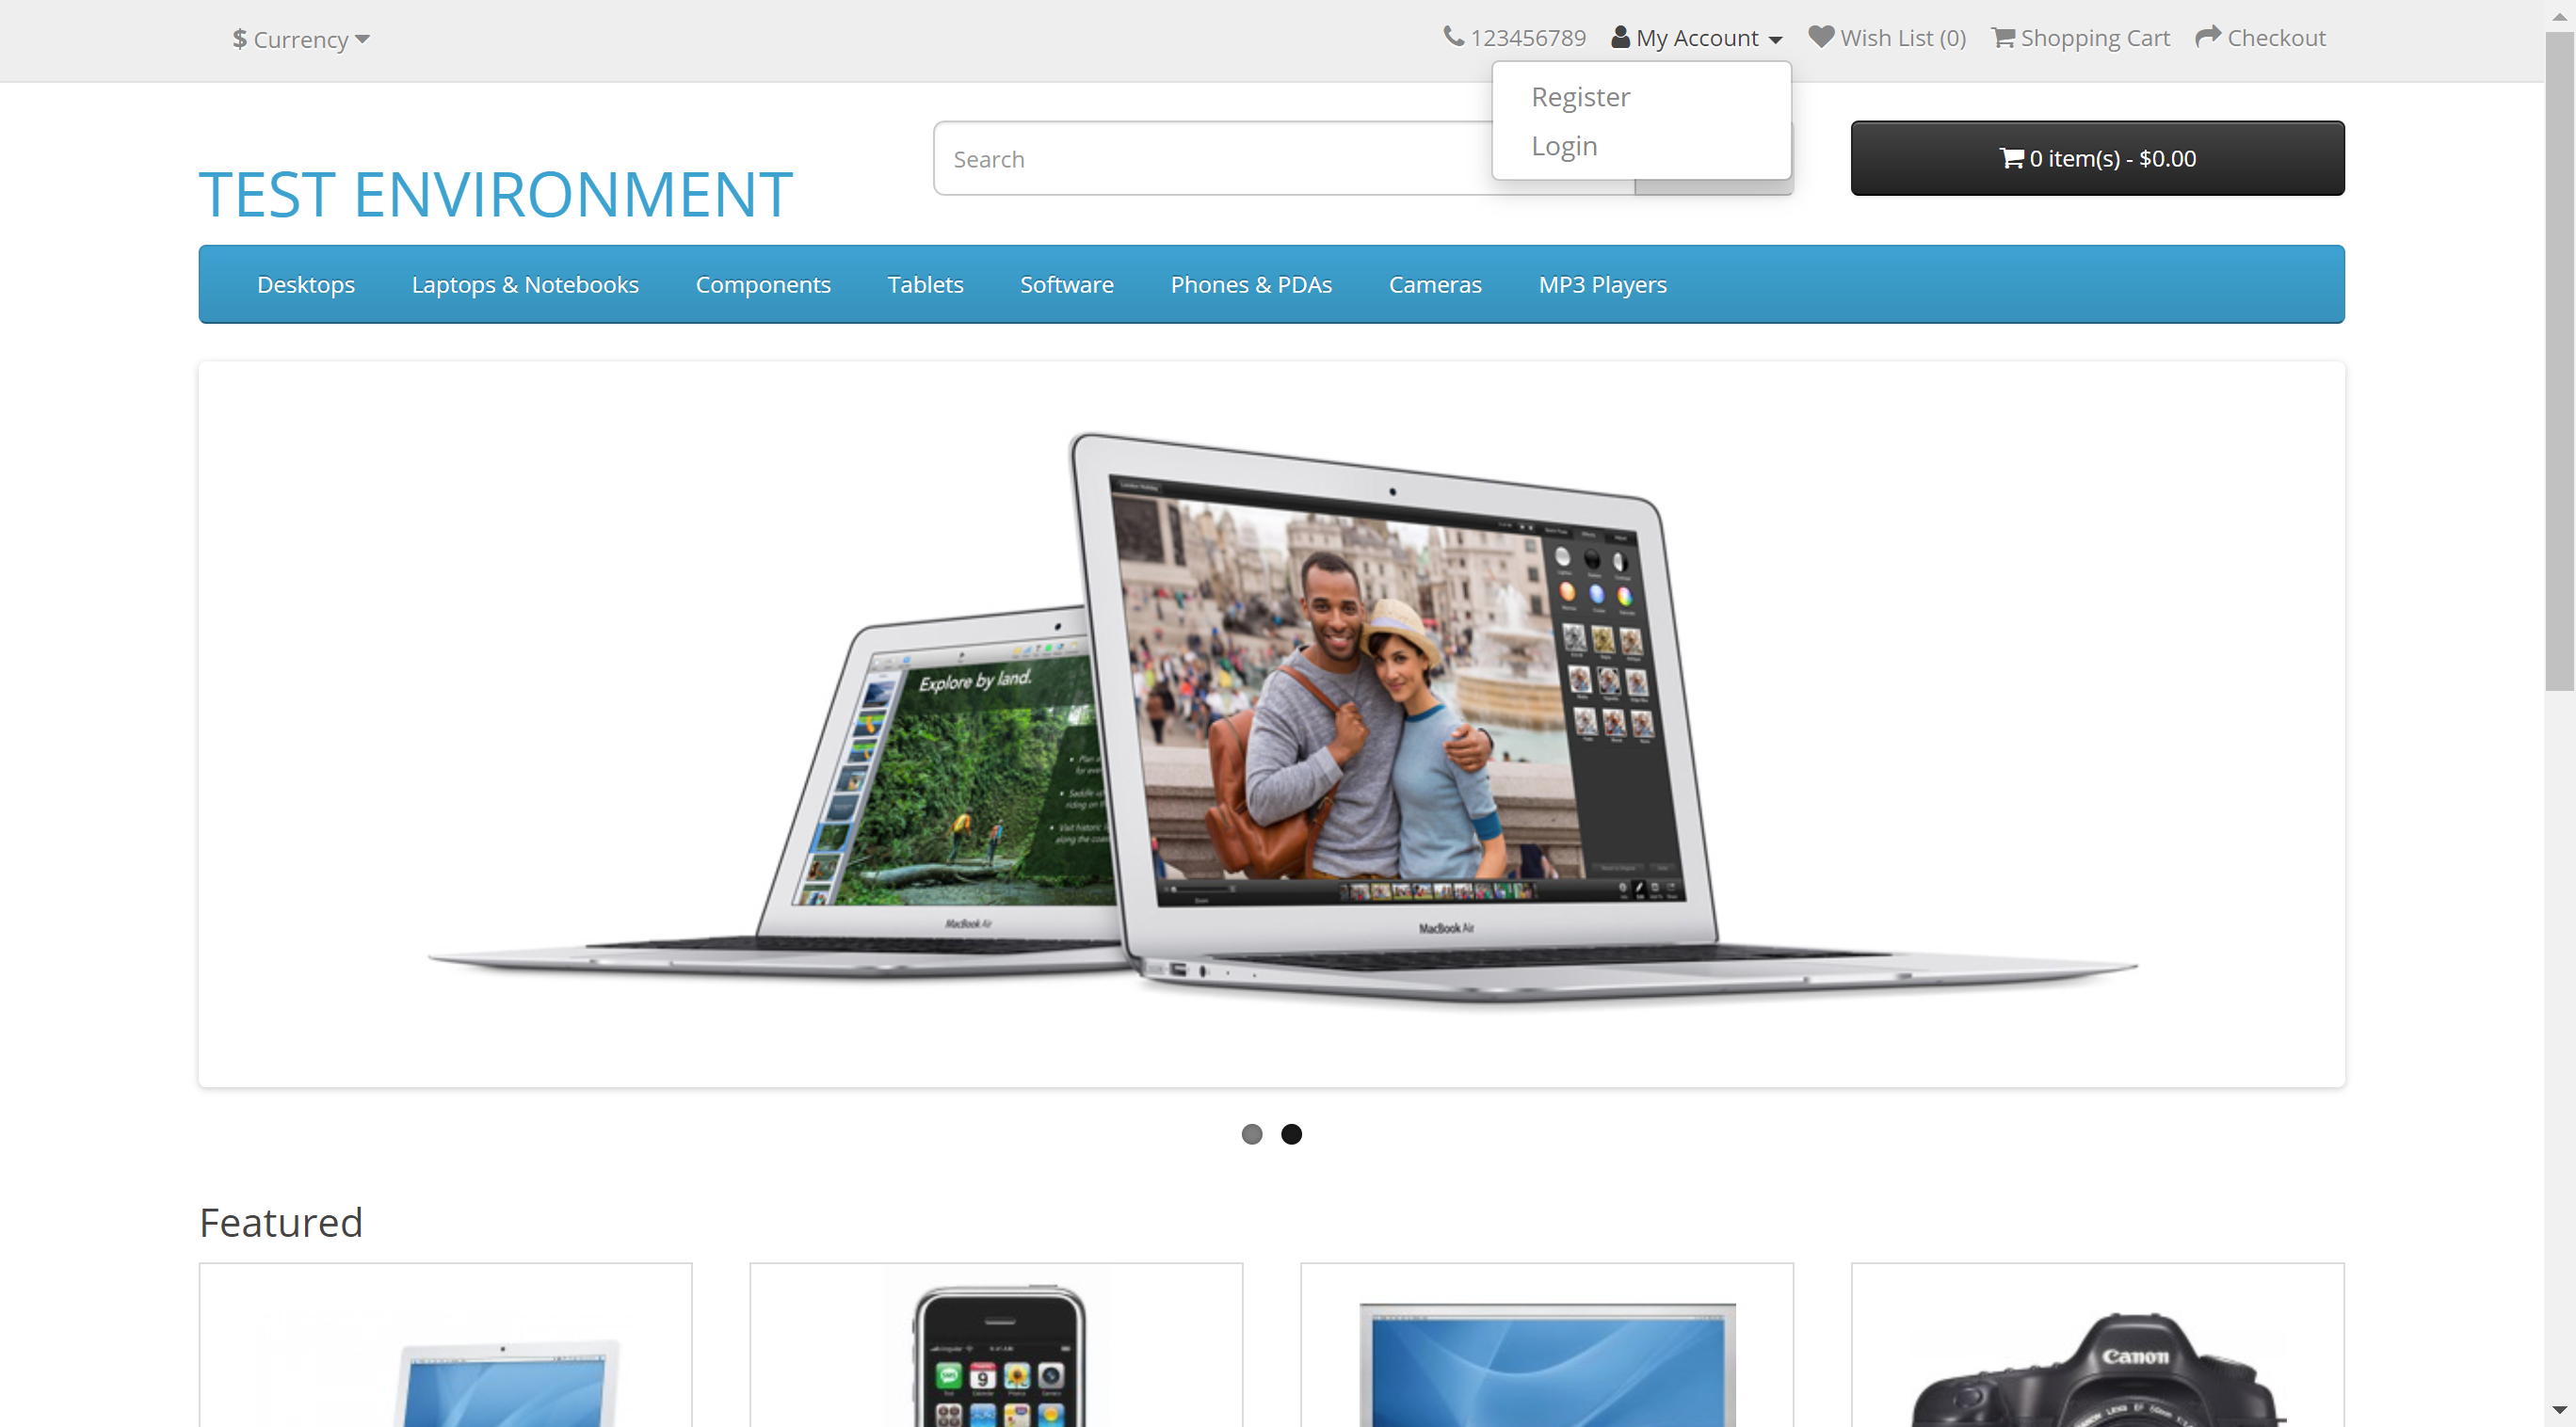 $ Currency
123456789 My Account Wish List (0) Shopping Cart Checkout
Register
Login
Search
0 item(s) - $0.00
TEST ENVIRONMENT
Desktops Laptops & Notebooks Components Tablets Software Phones & PDAs Cameras MP3 Players
Explore by land.
MacBook Air
MacBook Air
Featured
9
Canon